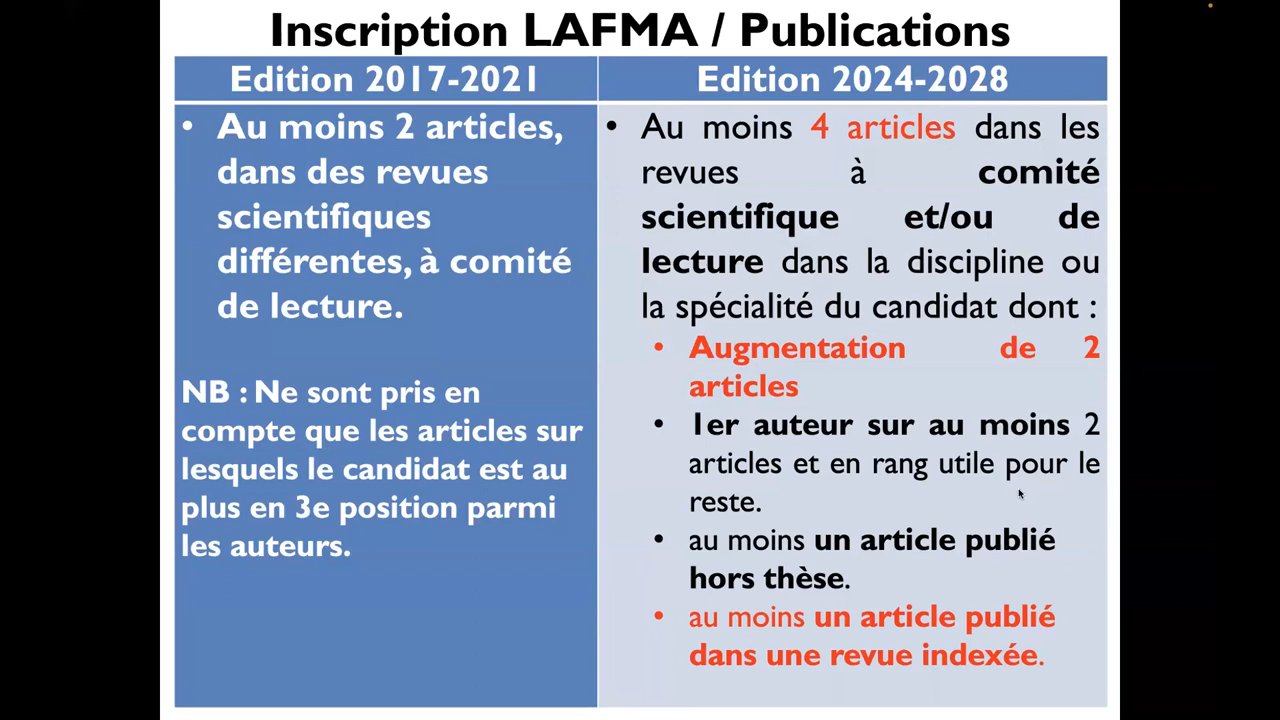 Inscription LAFMA / Publications
Edition 2017-2021
• Au moins 2 articles,
dans des revues
scientifiques
différentes, à comité
de lecture.
NB : Ne sont pris en
compte que les articles sur
lesquels le candidat est au
plus en 3e position parmi
les auteurs.
Edition 2024-2028
• Au moins 4 articles dans les
revues à comité
scientifique et/ou de
lecture dans la discipline ou
la spécialité du candidat dont :
• Augmentation de 2
articles
• 1er auteur sur au moins 2
articles et en rang utile pour le
reste.
• au moins un article publié
hors thèse.
• au moins un article publié
dans une revue indexée.